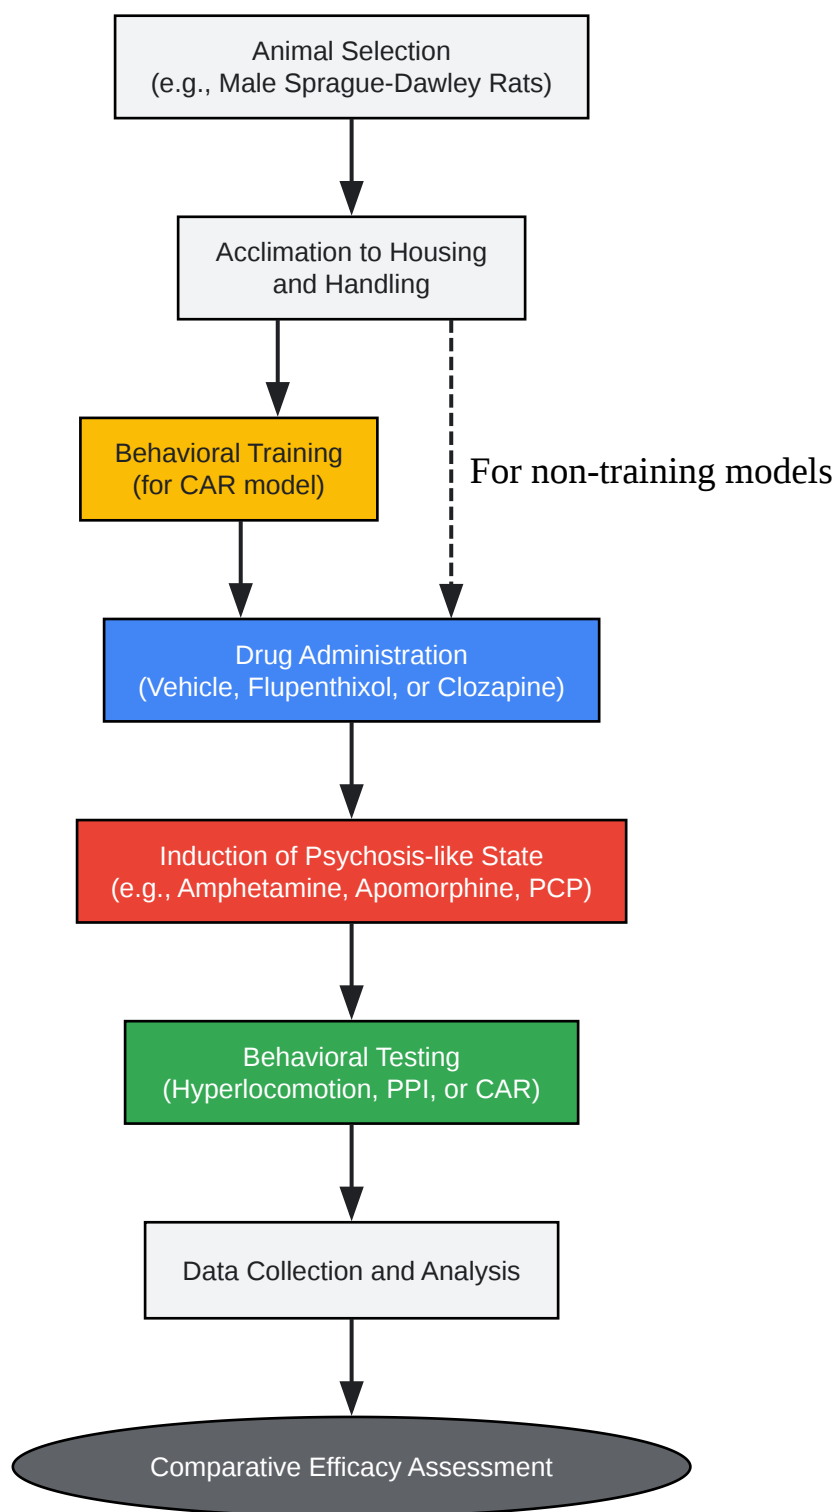 Animal Selection
(e.g., Male Sprague-Dawley Rats)
Acclimation to Housing
and Handling
Behavioral Training
(for CAR model)
For non-training models
Drug Administration
(Vehicle, Flupenthixol, or Clozapine)
Induction of Psychosis-like State
(e.g., Amphetamine, Apomorphine, PCP)
Behavioral Testing
(Hyperlocomotion, PPI, or CAR)
Data Collection and Analysis
Comparative Efficacy Assessment